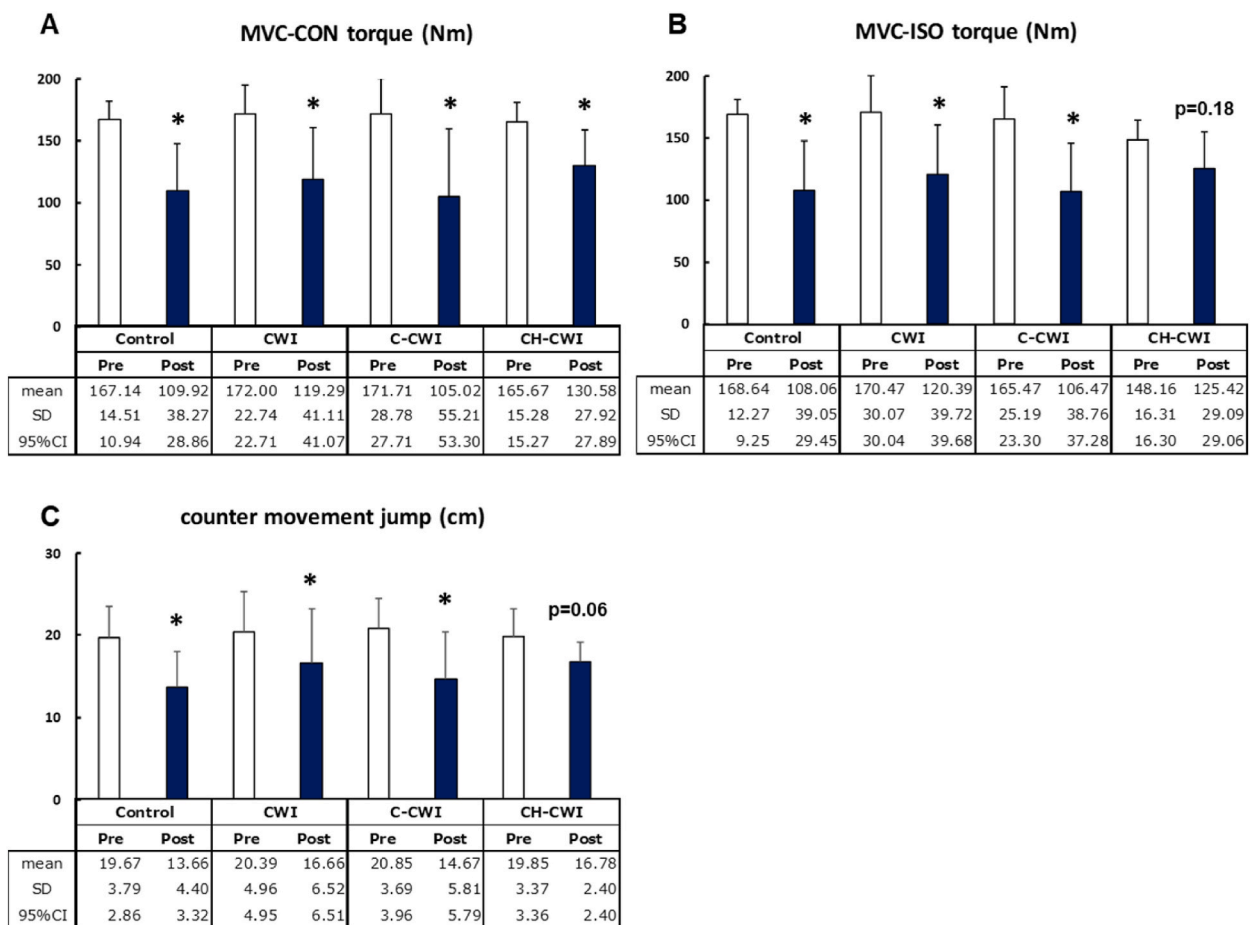 A
MVC-CON torque (Nm)
200
150
100
50
0
* * * *
Control CWI C-CWI CH-CWI
Pre Post Pre Post Pre Post Pre Post
mean 167.14 109.92 172.00 119.29 171.71 105.02 165.67 130.58
SD 14.51 38.27 22.74 41.11 28.78 55.21 15.28 27.92
95%CI 10.94 28.86 22.71 41.07 27.71 53.30 15.27 27.89
B
MVC-ISO torque (Nm)
200
150
100
50
0
* * * p=0.18
Control CWI C-CWI CH-CWI
Pre Post Pre Post Pre Post Pre Post
mean 168.64 108.06 170.47 120.39 165.47 106.47 148.16 125.42
SD 12.27 39.05 30.07 39.72 25.19 38.76 16.31 29.09
95%CI 9.25 29.45 30.04 39.68 23.30 37.28 16.30 29.06
C
counter movement jump (cm)
30
20
10
0
* * * p=0.06
Control CWI C-CWI CH-CWI
Pre Post Pre Post Pre Post Pre Post
mean 19.67 13.66 20.39 16.66 20.85 14.67 19.85 16.78
SD 3.79 4.40 4.96 6.52 3.69 5.81 3.37 2.40
95%CI 2.86 3.32 4.95 6.51 3.96 5.79 3.36 2.40